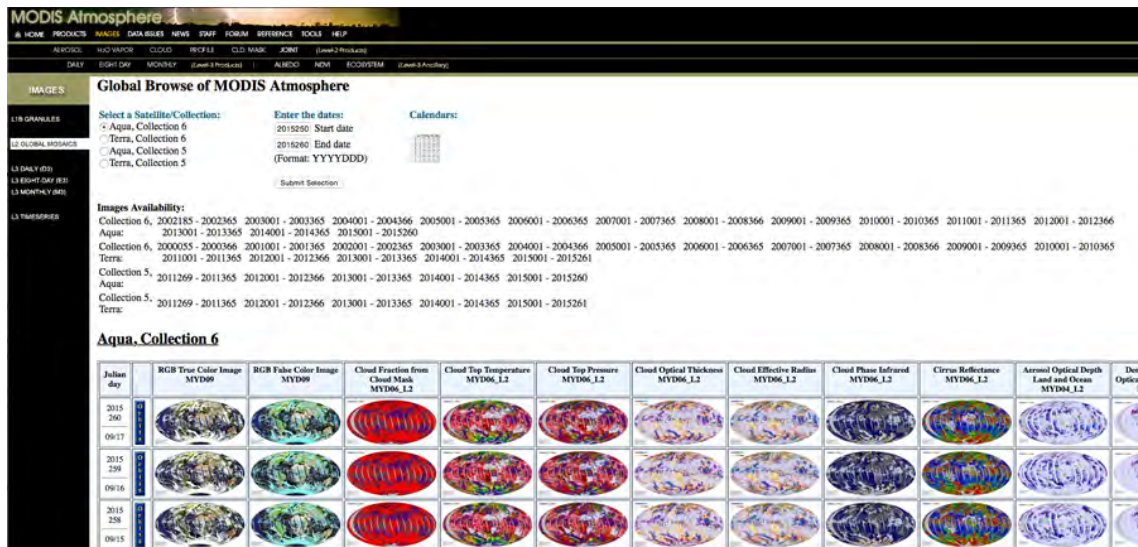 MODIS Atmosphere
HOME PRODUCTS IMAGES DATA ISSUES NEWS STAFF FORUM REFERENCE TOOLS HELP
AEROSOL H2O VAPOR CLOUD PROFILE CLD. MASK JOINT (Level-2 Products)
DAILY EIGHT DAY MONTHLY (Level-3 Products) | ALBEDO NDVI ECOSYSTEM (Level-3 Ancillary)
IMAGES
L1B GRANULES
L2 GLOBAL MOSAICS
L3 DAILY (D3)
L3 EIGHT-DAY (E3)
L3 MONTHLY (M3)
L3 TIMESERIES
Global Browse of MODIS Atmosphere
Select a Satellite/Collection: Enter the dates: Calendars:
Aqua, Collection 6 2015250 Start date
Terra, Collection 6
Aqua, Collection 5 2015260 End date
Terra, Collection 5 (Format: YYYYDDD)
Submit Selection
Images Availability:
Collection 6, Aqua: 2002185 - 2002365 2003001 - 2003365 2004001 - 2004366 2005001 - 2005365 2006001 - 2006365 2007001 - 2007365 2008001 - 2008366 2009001 - 2009365 2010001 - 2010365 2011001 - 2011365 2012001 - 2012366
2013001 - 2013365 2014001 - 2014365 2015001 - 2015260
Collection 6, Terra: 2000055 - 2000366 2001001 - 2001365 2002001 - 2002365 2003001 - 2003365 2004001 - 2004366 2005001 - 2005365 2006001 - 2006365 2007001 - 2007365 2008001 - 2008366 2009001 - 2009365 2010001 - 2010365
2011001 - 2011365 2012001 - 2012366 2013001 - 2013365 2014001 - 2014365 2015001 - 2015261
Collection 5, Aqua: 2011269 - 2011365 2012001 - 2012366 2013001 - 2013365 2014001 - 2014365 2015001 - 2015260
Collection 5, Terra: 2011269 - 2011365 2012001 - 2012366 2013001 - 2013365 2014001 - 2014365 2015001 - 2015261
Aqua, Collection 6
Julian day
RGB True Color Image MYD09
RGB False Color Image MYD09
Cloud Fraction from Cloud Mask MYD06_L2
Cloud Top Temperature MYD06_L2
Cloud Top Pressure MYD06_L2
Cloud Optical Thickness MYD06_L2
Cloud Effective Radius MYD06_L2
Cloud Phase Infrared MYD06_L2
Cirrus Reflectance MYD06_L2
Aerosol Optical Depth Land and Ocean MYD04_L2
2015
260
09/17
2015
259
09/16
2015
258
09/15